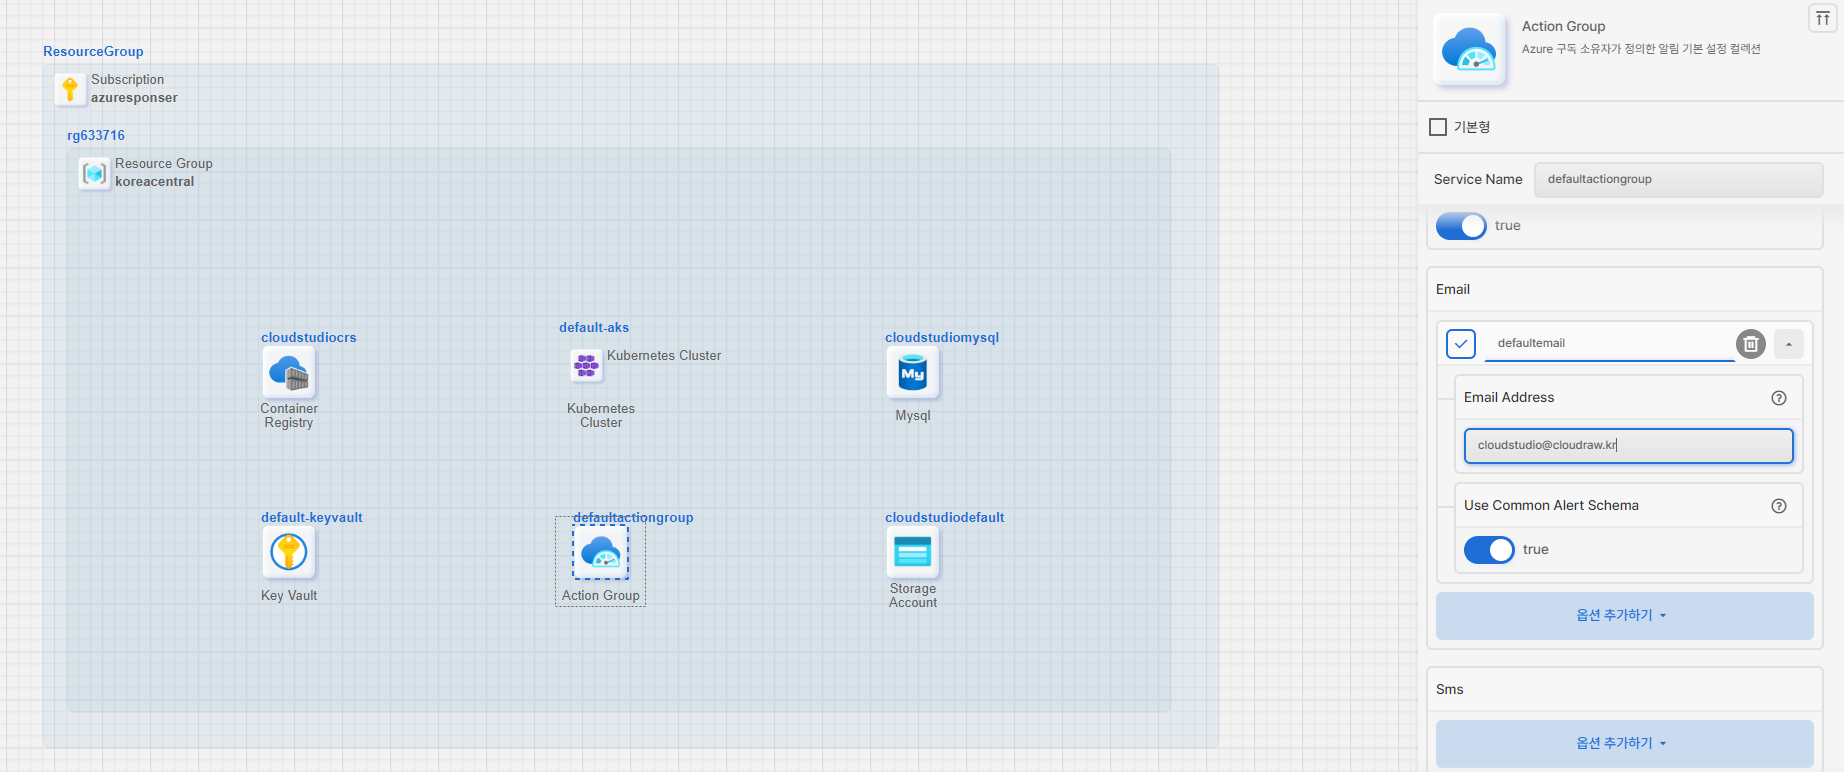 ResourceGroup
Subscription
azuresponser
rg633716
Resource Group
koreacentral
cloudstudiocrs
Container
Registry
default-aks
Kubernetes Cluster
Kubernetes
Cluster
cloudstudiomysql
My
Mysql
default-keyvault
Key Vault
defaultactiongroup
Action Group
cloudstudiodefault
Storage
Account
Action Group
Azure 구독 소유자가 정의한 알림 기본 설정 컬렉션
기본형
Service Name
defaultactiongroup
true
Email
defaultemail
Email Address
cloudstudio@cloudraw.kr
Use Common Alert Schema
true
옵션 추가하기
Sms
옵션 추가하기